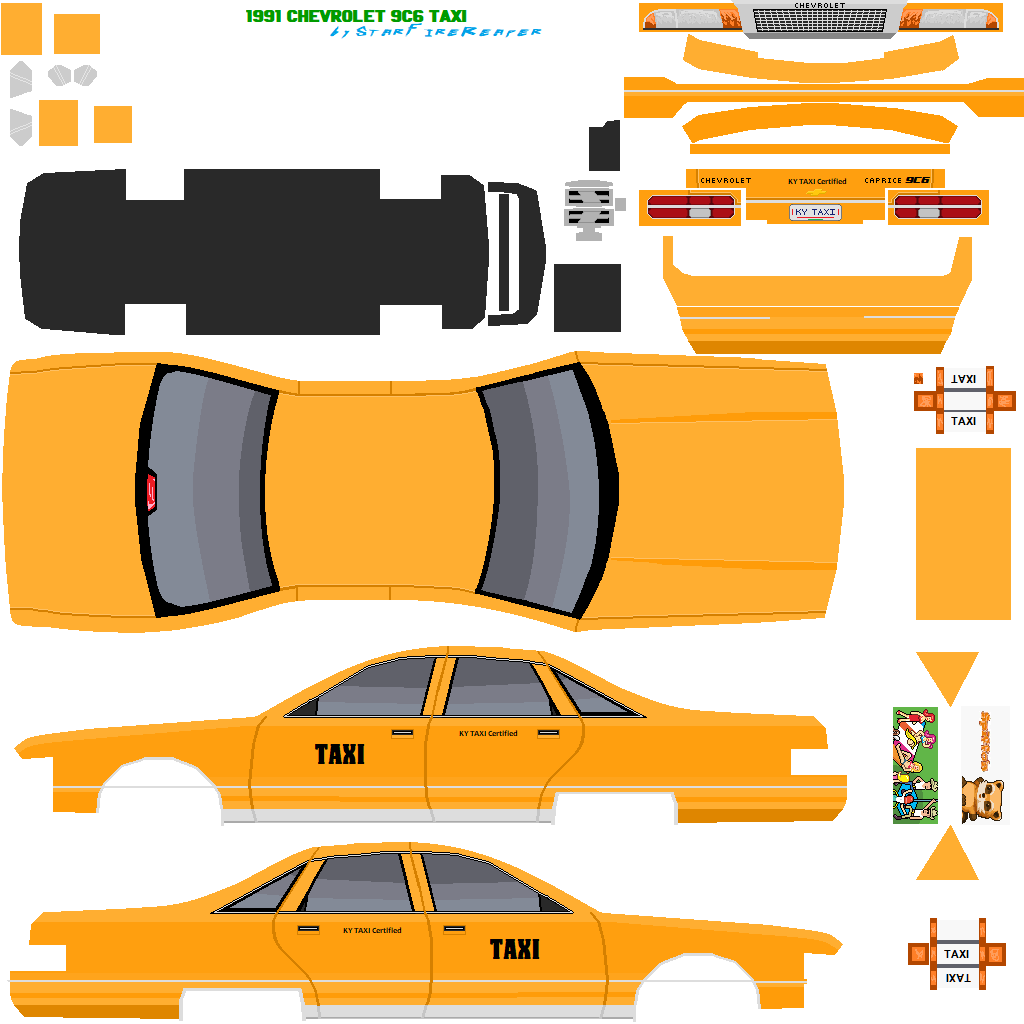 1991 CHEVROLET 9C6 TAXI
by StarFireReaper
CHEVROLET
CHEVROLET
KY TAXI Certified
CAPRICE 9C6
KY TAXI
TAXI
TAXI
KY TAXI Certified
TAXI
KY TAXI Certified
TAXI
TAXI
TAXI